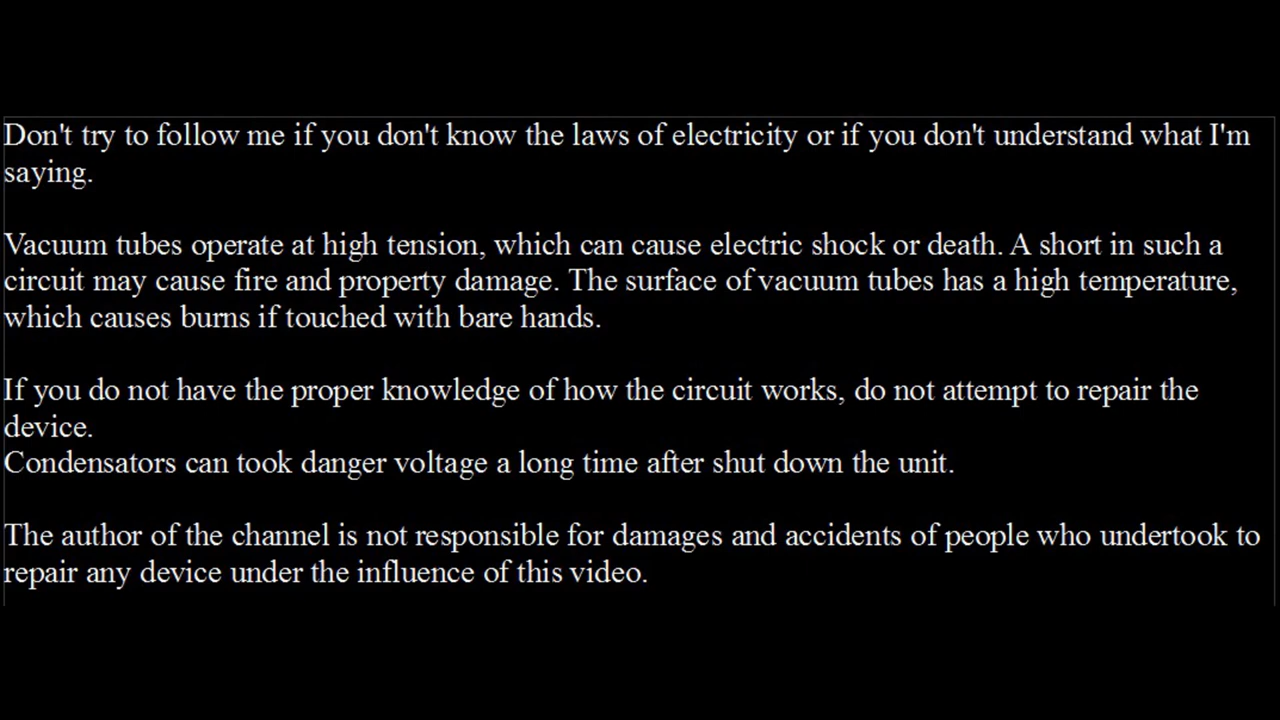 Don't try to follow me if you don't know the laws of electricity or if you don't understand what I'm
saying.
Vacuum tubes operate at high tension, which can cause electric shock or death. A short in such a
circuit may cause fire and property damage. The surface of vacuum tubes has a high temperature,
which causes burns if touched with bare hands.
If you do not have the proper knowledge of how the circuit works, do not attempt to repair the
device.
Condensators can took danger voltage a long time after shut down the unit.
The author of the channel is not responsible for damages and accidents of people who undertook to
repair any device under the influence of this video.